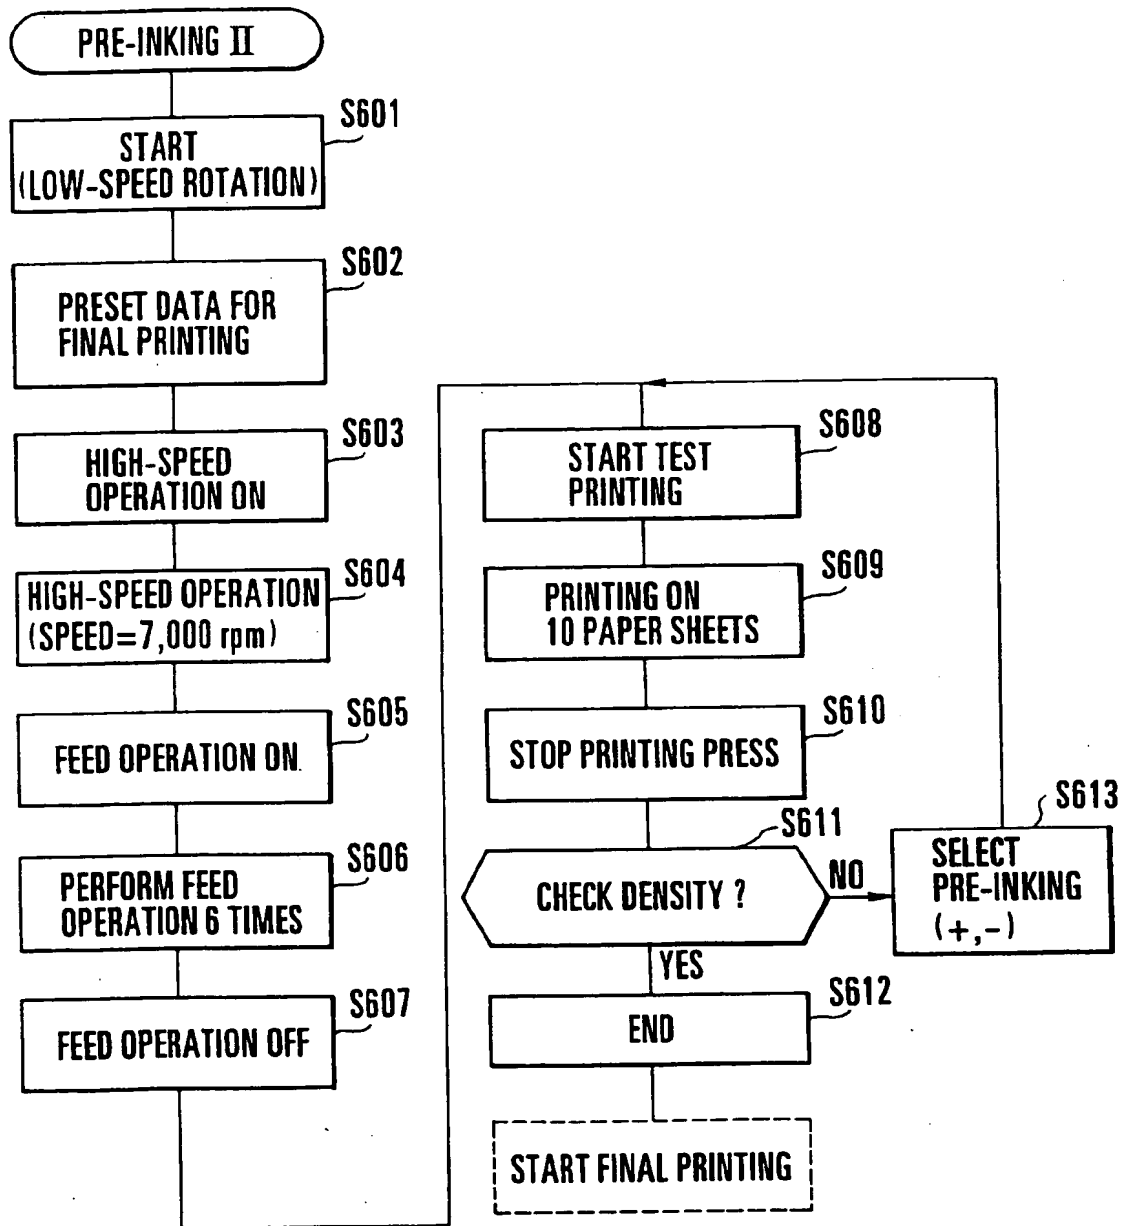 PRE-INKING II
S601
START
(LOW-SPEED ROTATION)
S602
PRESET DATA FOR
FINAL PRINTING
S603
HIGH-SPEED
OPERATION ON
S604
HIGH-SPEED OPERATION
(SPEED=7,000 rpm)
S605
FEED OPERATION ON
S606
PERFORM FEED
OPERATION 6 TIMES
S607
FEED OPERATION OFF
S608
START TEST
PRINTING
S609
PRINTING ON
10 PAPER SHEETS
S610
STOP PRINTING PRESS
S611
CHECK DENSITY ?
NO
S613
SELECT
PRE-INKING
(+,-)
YES
S612
END
START FINAL PRINTING